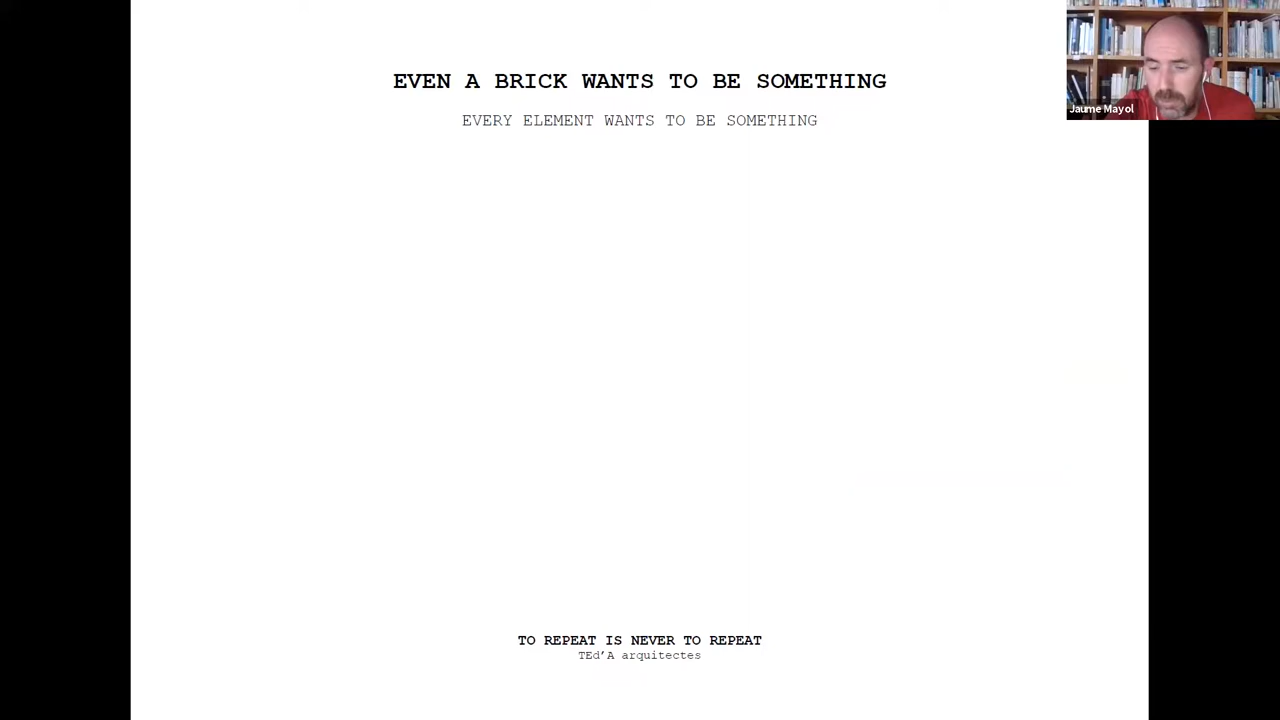 EVEN A BRICK WANTS TO BE SOMETHING
EVERY ELEMENT WANTS TO BE SOMETHING
Jaume Mayol
TO REPEAT IS NEVER TO REPEAT
TEd'A arquitectes